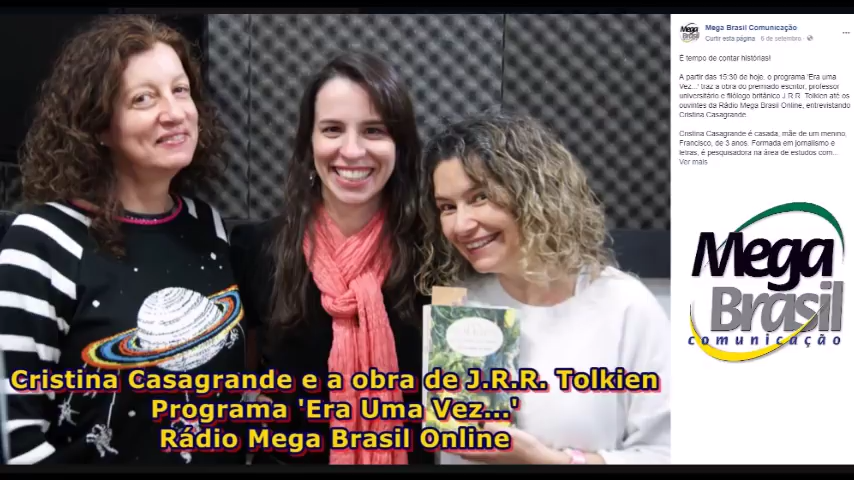 Cristina Casagrande e a obra de J.R.R. Tolkien
Programa 'Era Uma Vez...'
Rádio Mega Brasil Online
Mega Brasil Comunicação
Curtir esta página · 6 de setembro ·
É tempo de contar histórias!
A partir das 15:30 de hoje, o programa 'Era uma
Vez...' traz a obra do premiado escritor, professor
universitário e filólogo britânico J.R.R. Tolkien até os
ouvintes da Rádio Mega Brasil Online, entrevistando
Cristina Casagrande.
Cristina Casagrande é casada, mãe de um menino,
Francisco, de 3 anos. Formada em jornalismo e
letras, é pesquisadora na área de estudos com...
Ver mais
Mega
Brasil
comunicação